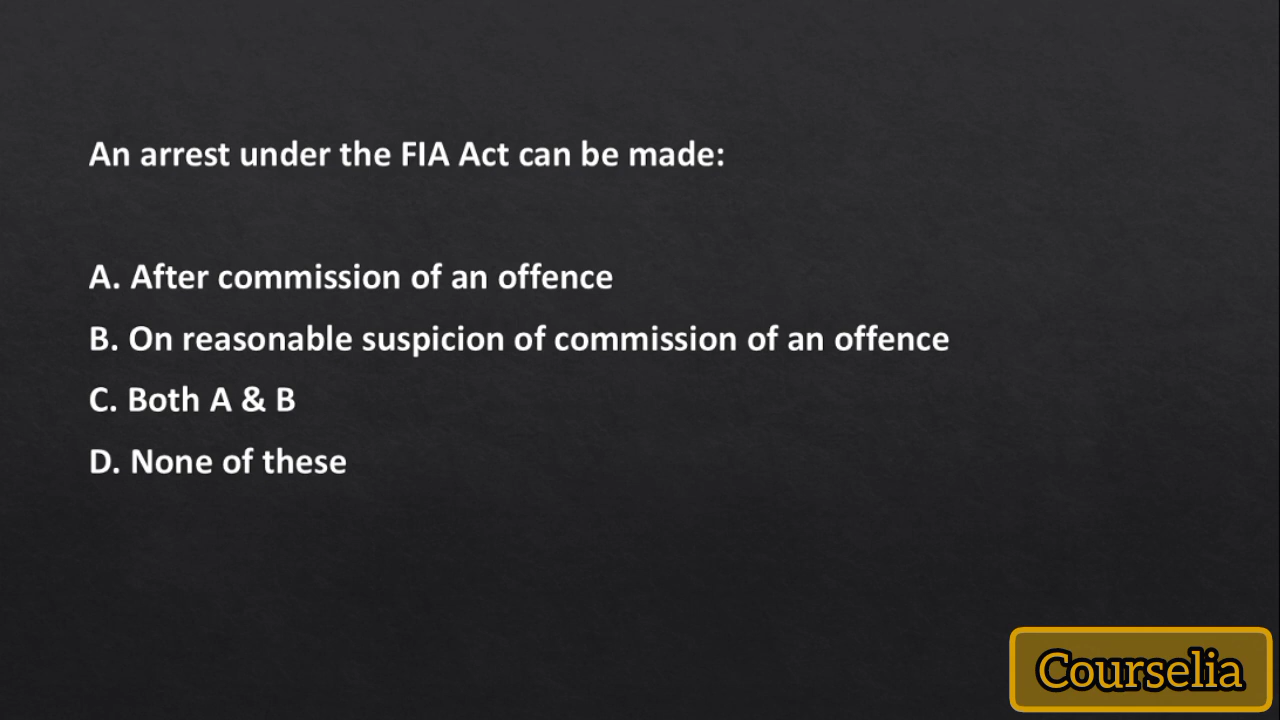 An arrest under the FIA Act can be made:
A. After commission of an offence
B. On reasonable suspicion of commission of an offence
C. Both A & B
D. None of these
Courselia